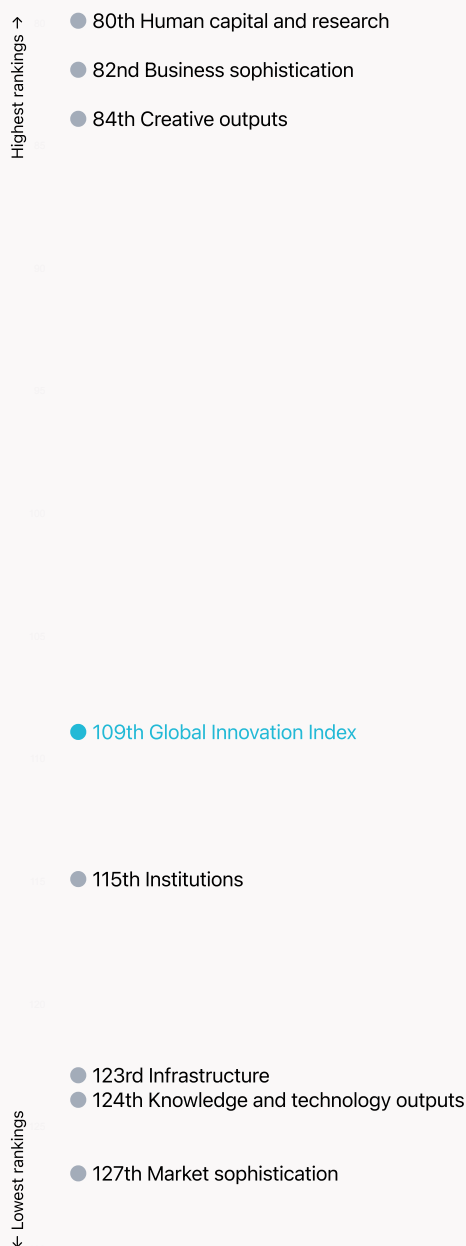 Highest rankings →
80th Human capital and research
82nd Business sophistication
84th Creative outputs
109th Global Innovation Index
115th Institutions
123rd Infrastructure
124th Knowledge and technology outputs
127th Market sophistication
← Lowest rankings